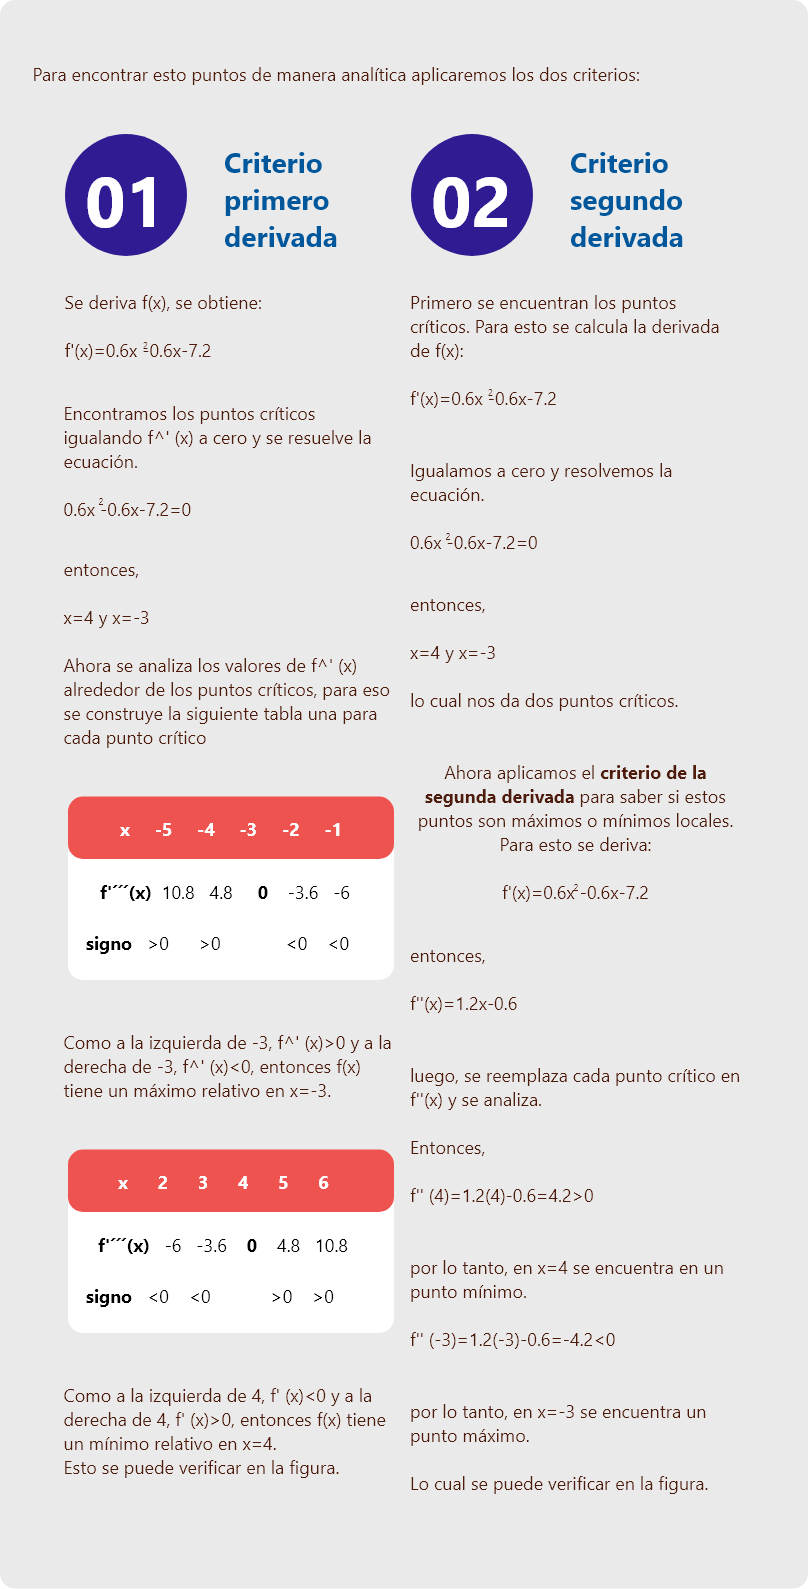 Para encontrar esto puntos de manera analítica aplicaremos los dos criterios:
01
Criterio
primero
derivada
Se deriva f(x), se obtiene:
f'(x)=0.6x²-0.6x-7.2
Encontramos los puntos críticos
igualando f^' (x) a cero y se resuelve la
ecuación.
0.6x²-0.6x-7.2=0
entonces,
x=4 y x=-3
Ahora se analiza los valores de f^' (x)
alrededor de los puntos críticos, para eso
se construye la siguiente tabla una para
cada punto crítico
x -5 -4 -3 -2 -1
f'´´´(x) 10.8 4.8 0 -3.6 -6
signo >0 >0 <0 <0
Como a la izquierda de -3, f^' (x)>0 y a la
derecha de -3, f^' (x)<0, entonces f(x)
tiene un máximo relativo en x=-3.
x 2 3 4 5 6
f'´´´(x) -6 -3.6 0 4.8 10.8
signo <0 <0 >0 >0
Como a la izquierda de 4, f' (x)<0 y a la
derecha de 4, f' (x)>0, entonces f(x) tiene
un mínimo relativo en x=4.
Esto se puede verificar en la figura.
02
Criterio
segundo
derivada
Primero se encuentran los puntos
críticos. Para esto se calcula la derivada
de f(x):
f'(x)=0.6x²-0.6x-7.2
Igualamos a cero y resolvemos la
ecuación.
0.6x²-0.6x-7.2=0
entonces,
x=4 y x=-3
lo cual nos da dos puntos críticos.
Ahora aplicamos el criterio de la
segunda derivada para saber si estos
puntos son máximos o mínimos locales.
Para esto se deriva:
f'(x)=0.6x²-0.6x-7.2
entonces,
f''(x)=1.2x-0.6
luego, se reemplaza cada punto crítico en
f''(x) y se analiza.
Entonces,
f'' (4)=1.2(4)-0.6=4.2>0
por lo tanto, en x=4 se encuentra en un
punto mínimo.
f'' (-3)=1.2(-3)-0.6=-4.2<0
por lo tanto, en x=-3 se encuentra un
punto máximo.
Lo cual se puede verificar en la figura.